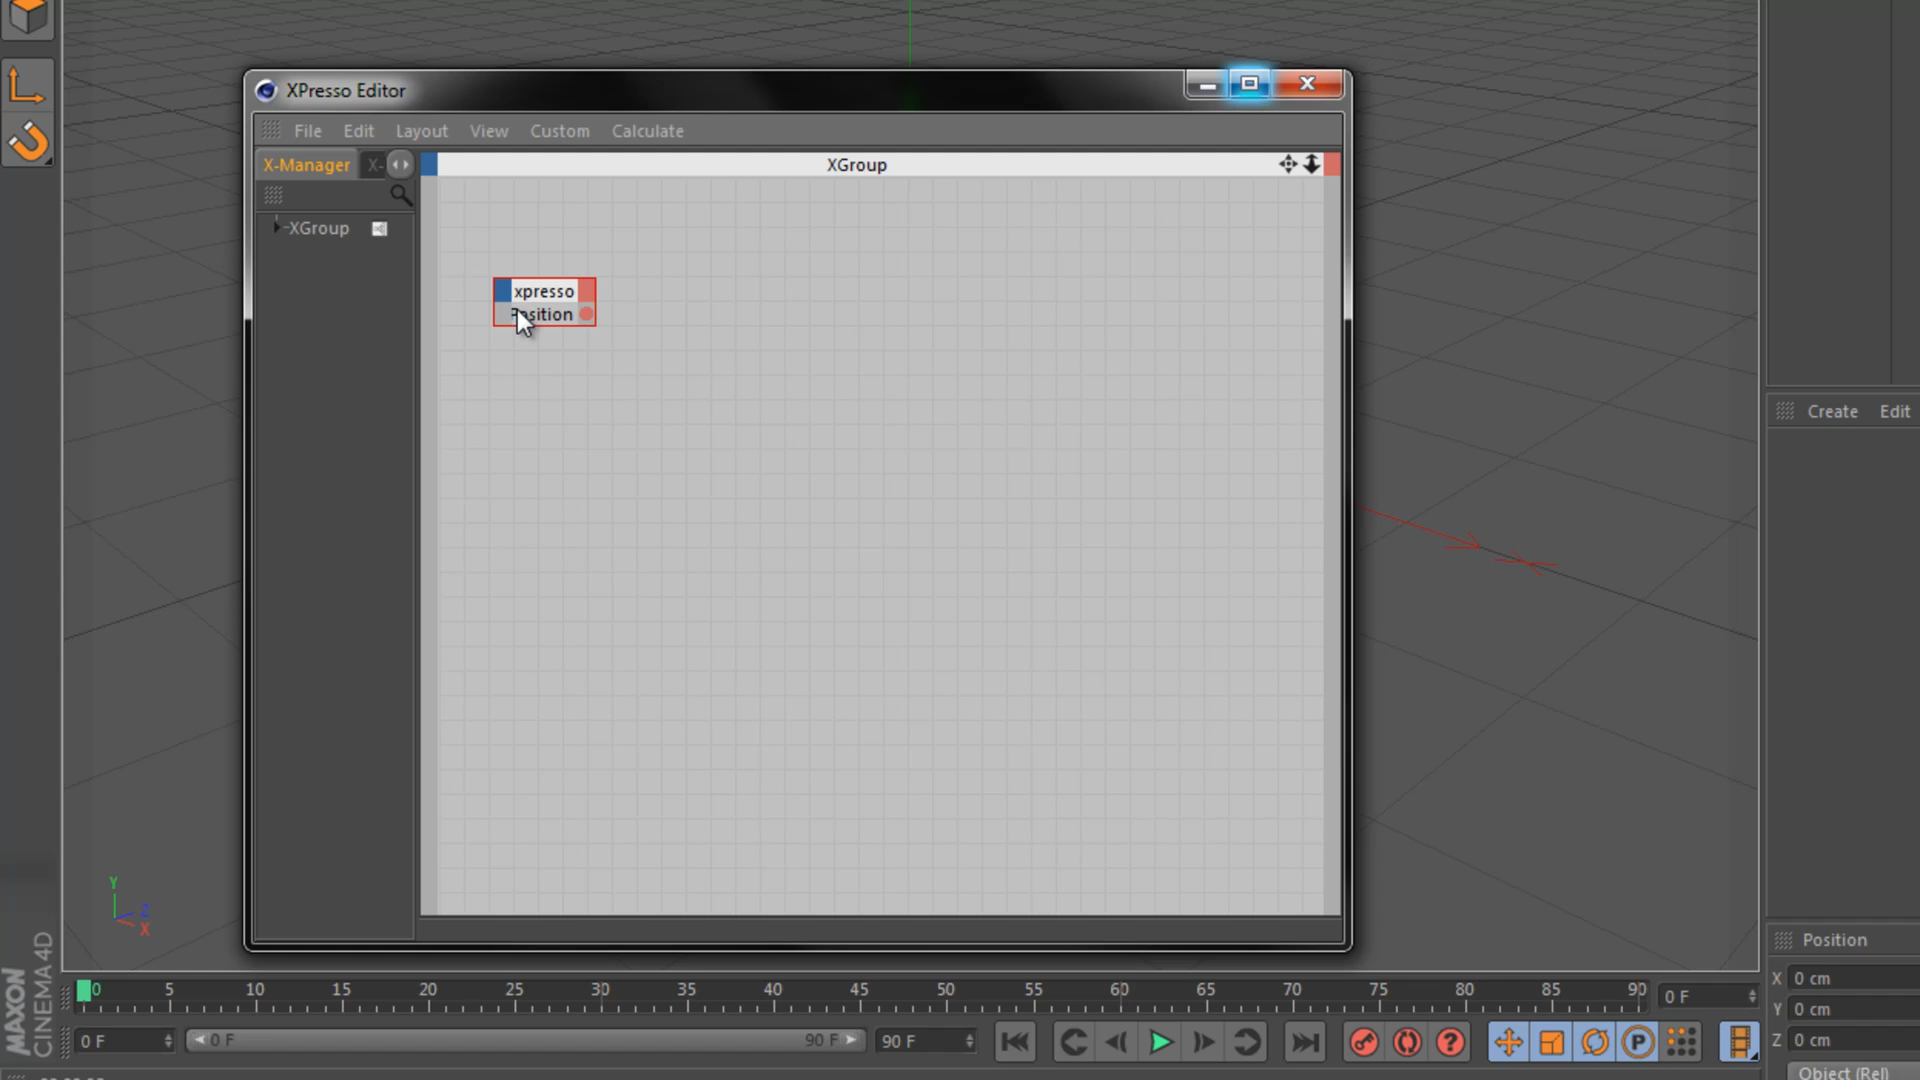 XPresso Editor
File Edit Layout View Custom Calculate
X-Manager X-
XGroup
XGroup
xpresso
Position
Create Edit
Y
Z
X
Position
X 0 cm
Y 0 cm
Z 0 cm
Object (Rel)
0 5 10 15 20 25 30 35 40 45 50 55 60 65 70 75 80 85 90
0 F
0 F
0 F 90 F
90 F
MAXON
CINEMA 4D